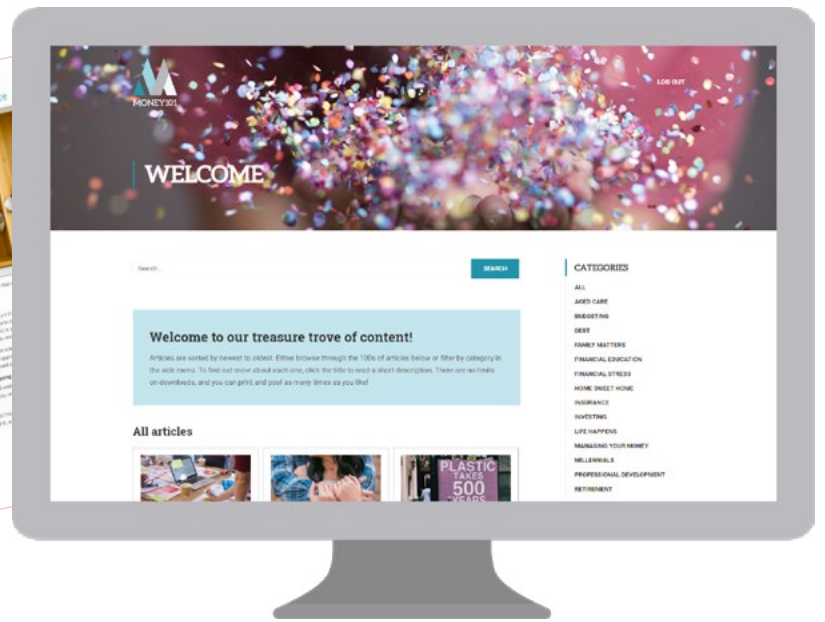 MONEY101
LOG OUT
WELCOME
Search...
SEARCH
Welcome to our treasure trove of content!
Articles are sorted by newest to oldest. Either browse through the 100s of articles below or filter by category in
the side menu. To find out more about each one, click the title to read a short description. There are no limits
on downloads, and you can print and post as many times as you like!
All articles
PLASTIC
TAKES
500
YEARS
CATEGORIES
ALL
AGED CARE
BUDGETING
DEBT
FAMILY MATTERS
FINANCIAL EDUCATION
FINANCIAL STRESS
HOME SWEET HOME
INSURANCE
INVESTING
LIFE HAPPENS
MANAGING YOUR MONEY
MILLENNIALS
PROFESSIONAL DEVELOPMENT
RETIREMENT